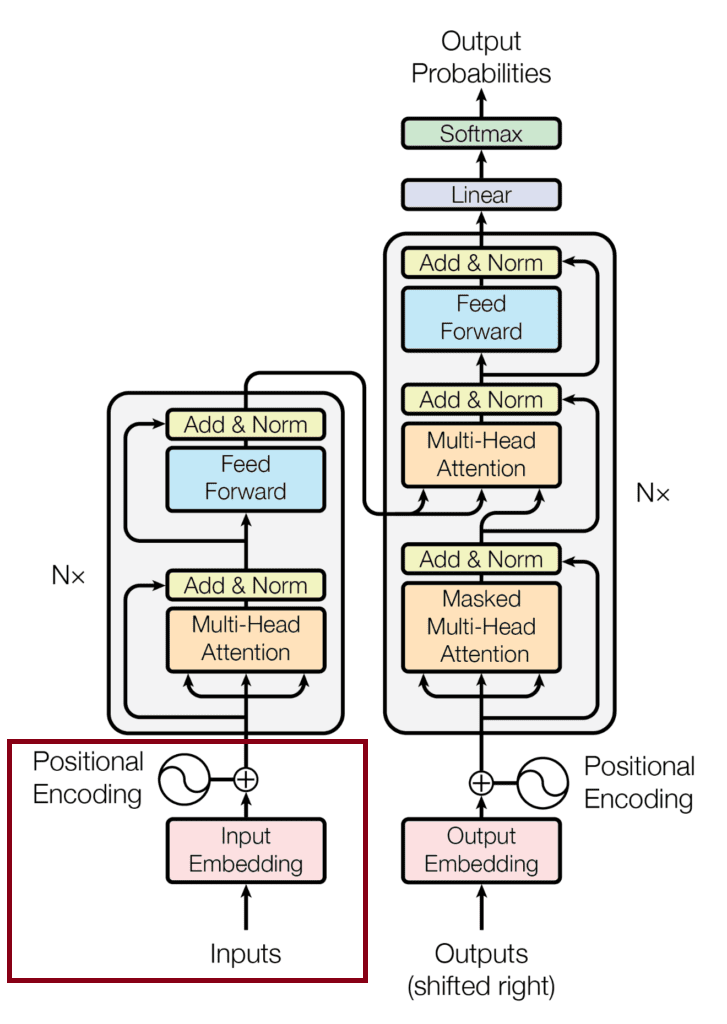 Output
Probabilities
Softmax
Linear
Add & Norm
Feed
Forward
Add & Norm
Multi-Head
Attention
Nx
Add & Norm
Masked
Multi-Head
Attention
Add & Norm
Feed
Forward
Nx
Add & Norm
Multi-Head
Attention
Positional
Encoding
Input
Embedding
Inputs
Positional
Encoding
Output
Embedding
Outputs
(shifted right)